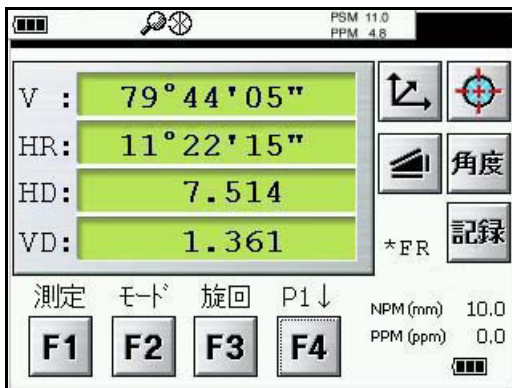 PSM 11.0
PPM 4.8
V : 79°44'05"
HR: 11°22'15"
HD: 7.514
VD: 1.361
角度
記録
*FR
測定 モード 旋回 P1↓
F1 F2 F3 F4
NPM (mm) 10.0
PPM (ppm) 0.0